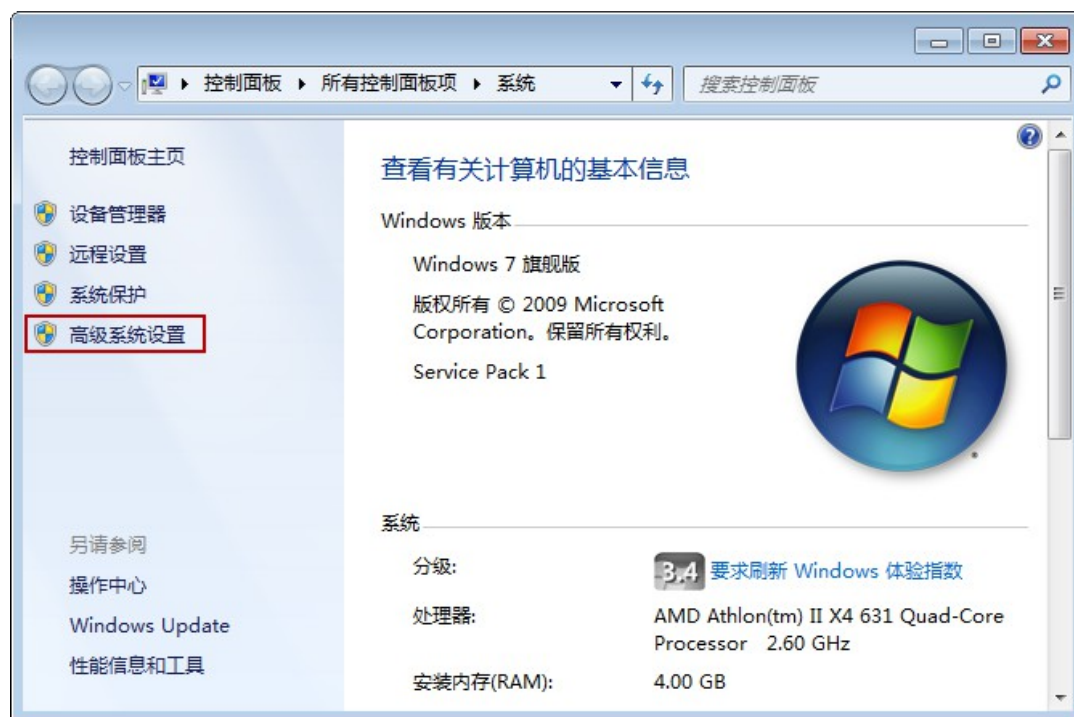 控制面板 ▸ 所有控制面板项 ▸ 系统
搜索控制面板
控制面板主页
设备管理器
远程设置
系统保护
高级系统设置
另请参阅
操作中心
Windows Update
性能信息和工具
查看有关计算机的基本信息
Windows 版本
Windows 7 旗舰版
版权所有 © 2009 Microsoft
Corporation。保留所有权利。
Service Pack 1
系统
分级:
3.4 要求刷新 Windows 体验指数
处理器:
AMD Athlon(tm) II X4 631 Quad-Core
Processor 2.60 GHz
安装内存(RAM):
4.00 GB